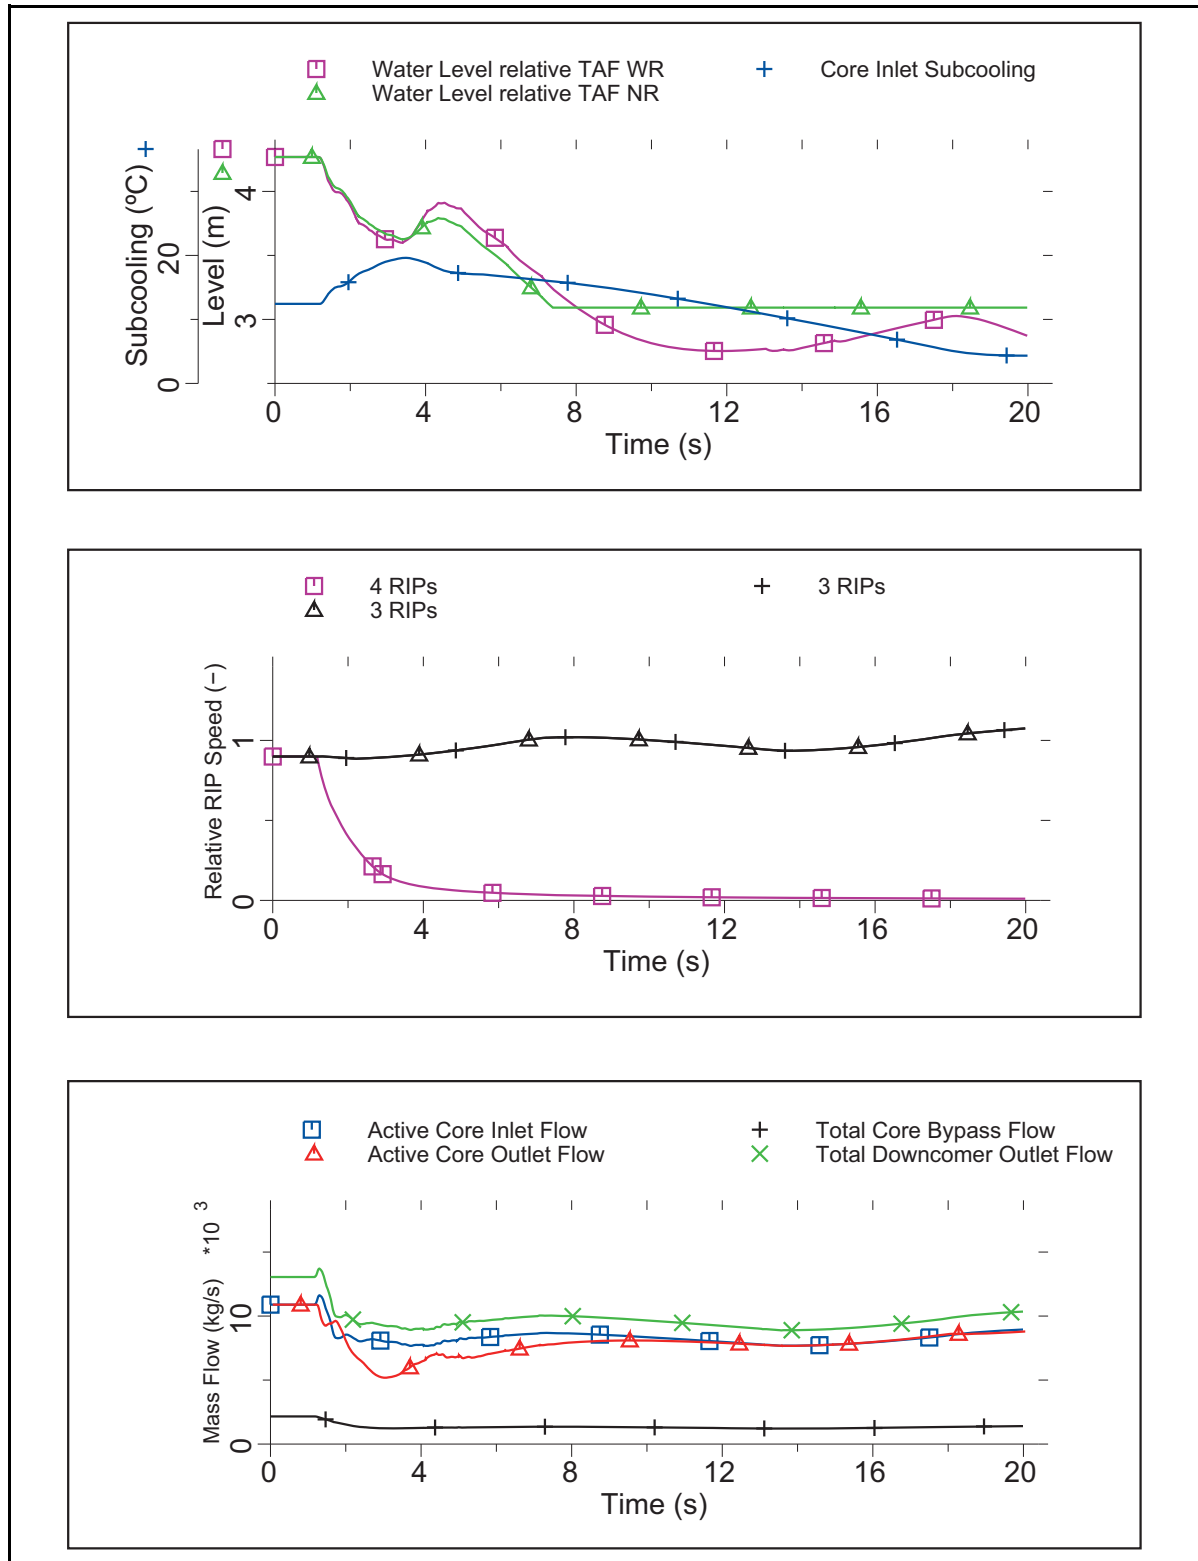 Water Level relative TAF WR
Core Inlet Subcooling
Water Level relative TAF NR
Subcooling (ºC)
Level (m)
0
20
3
4
0
4
8
12
16
20
Time (s)
4 RIPs
3 RIPs
3 RIPs
Relative RIP Speed (−)
0
1
0
4
8
12
16
20
Time (s)
Active Core Inlet Flow
Total Core Bypass Flow
Active Core Outlet Flow
Total Downcomer Outlet Flow
Mass Flow (kg/s) *10 3
0
10
0
4
8
12
16
20
Time (s)